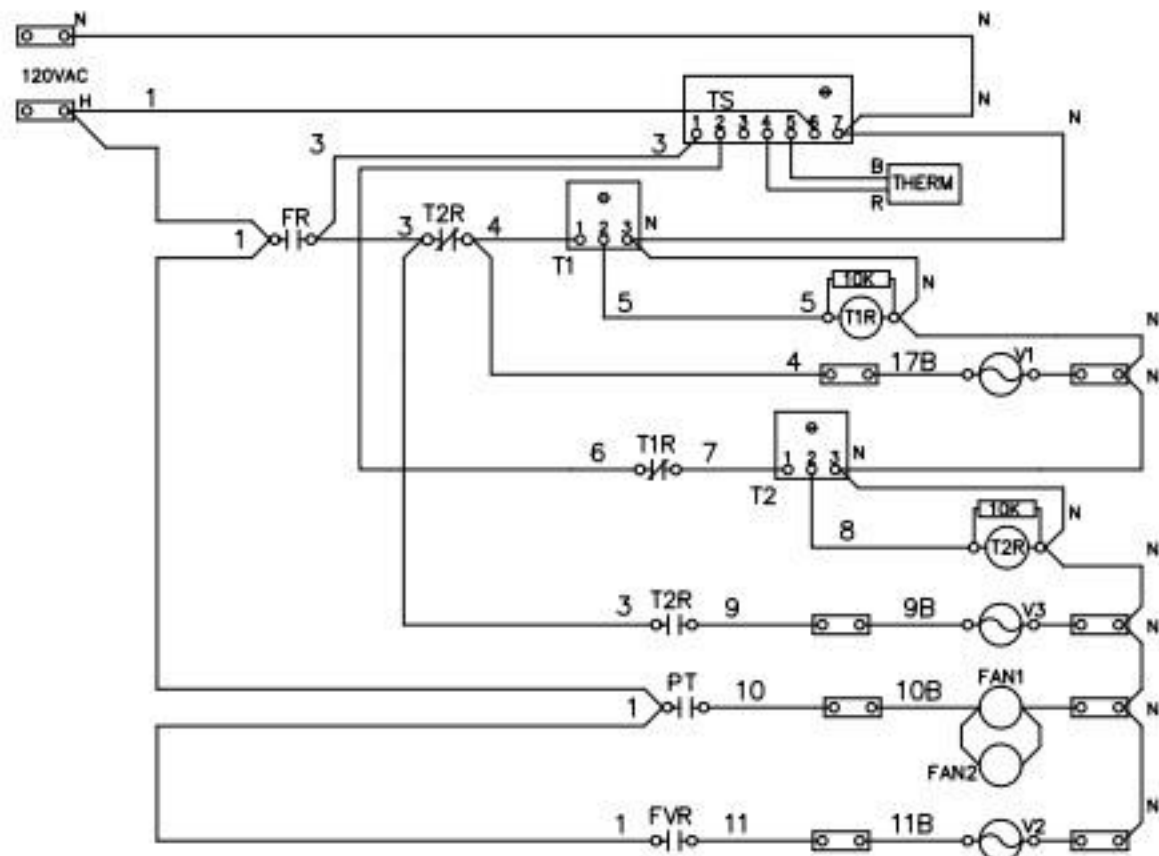 N N
120VAC
H 1 TS N N
1 2 3 4 5 6 7
3 3
B THERM
R
FR T2R
1 3 4 1 2 3 N
T1
10K N
5 5 T1R N
4 17B V1 N
T1R
6 7 1 2 3 N
T2
10K N
8 T2R N
T2R
3 9 9B V3 N
PT FAN1
1 10 10B N
FAN2
FVR N
1 11 11B V2